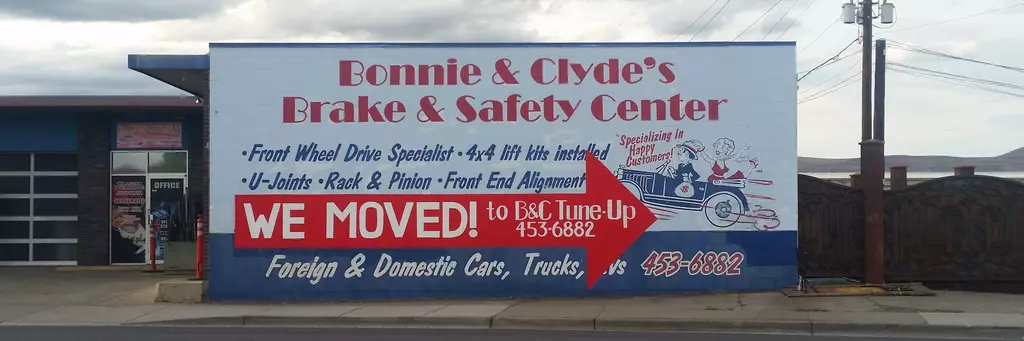 Bonnie & Clyde's
Brake & Safety Center
"Specializing In
Happy
Customers!"
•Front Wheel Drive Specialist •4x4 lift kits installed
•U-Joints •Rack & Pinion •Front End Alignment
WE MOVED! to B&C Tune-Up
453-6882
Foreign & Domestic Cars, Trucks, 453-6882
OFFICE